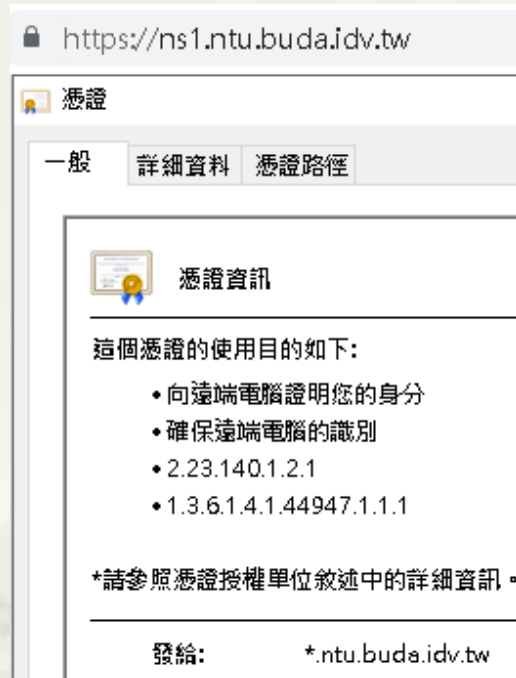 https://ns1.ntu.buda.idv.tw
憑證
一般 詳細資料 憑證路徑
憑證資訊
這個憑證的使用目的如下:
•向遠端電腦證明您的身分
•確保遠端電腦的識別
•2.23.140.1.2.1
•1.3.6.1.4.1.44947.1.1.1
*請參照憑證授權單位敘述中的詳細資訊。
發給: *.ntu.buda.idv.tw